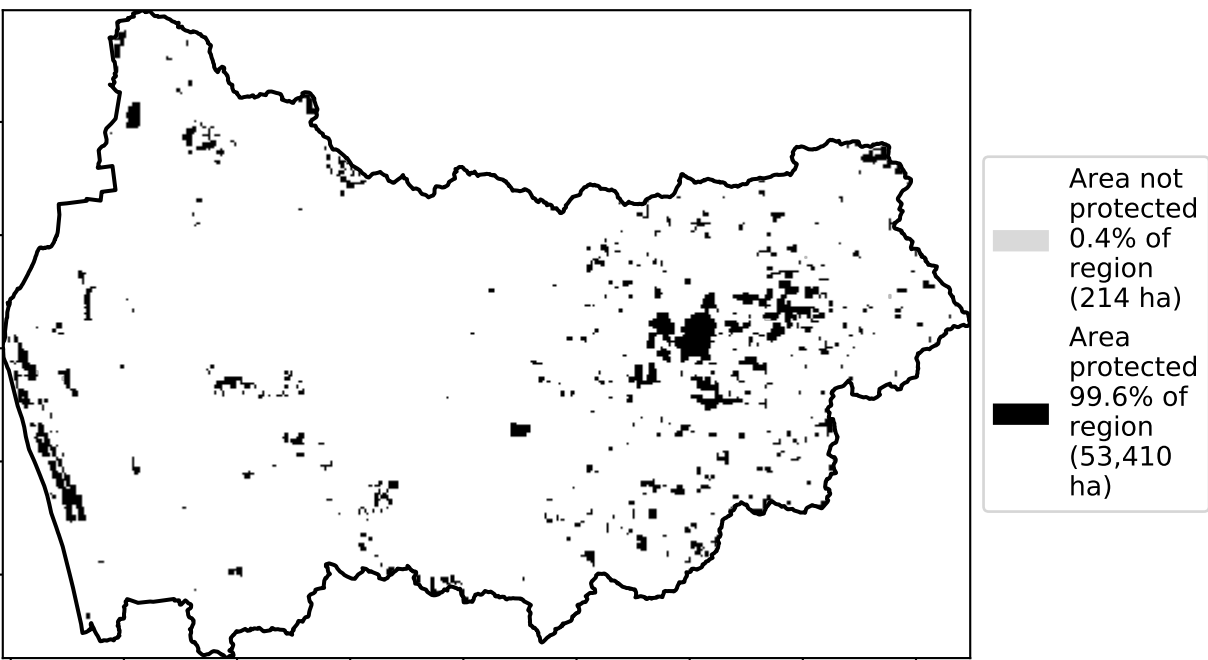 Area not
protected
0.4% of
region
(214 ha)
Area
protected
99.6% of
region
(53,410
ha)